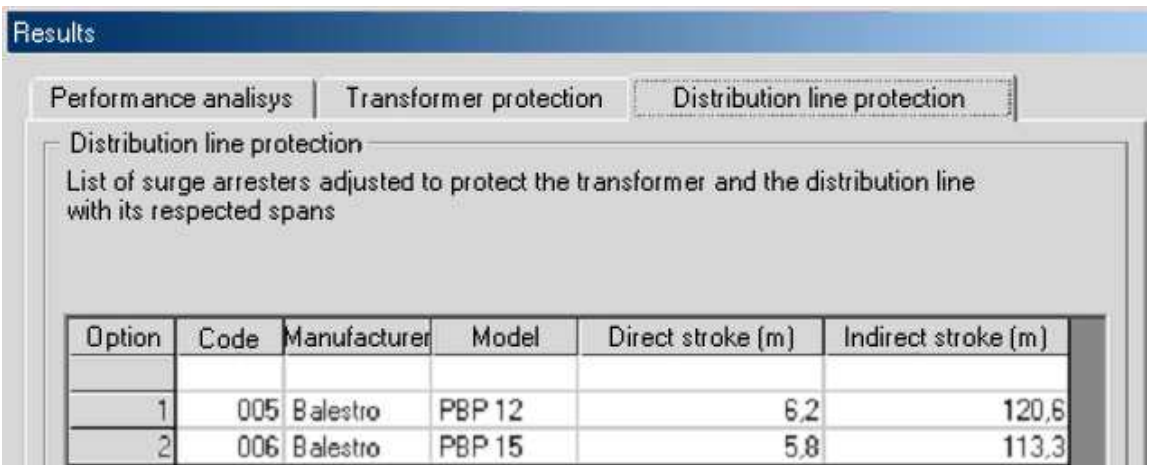 Results
Performance analisys Transformer protection Distribution line protection
Distribution line protection
List of surge arresters adjusted to protect the transformer and the distribution line
with its respected spans
Option Code Manufacturer Model Direct stroke (m) Indirect stroke (m)
1 005 Balestro PBP 12 6,2 120,6
2 006 Balestro PBP 15 5,8 113,3